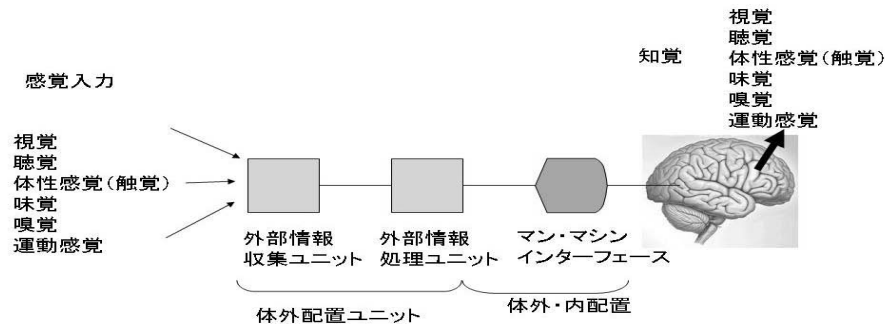 感覚入力
視覚
聴覚
体性感覚（触覚）
味覚
嗅覚
運動感覚
外部情報
収集ユニット
外部情報
処理ユニット
マン・マシン
インターフェース
体外配置ユニット
体外・内配置
知覚
視覚
聴覚
体性感覚（触覚）
味覚
嗅覚
運動感覚